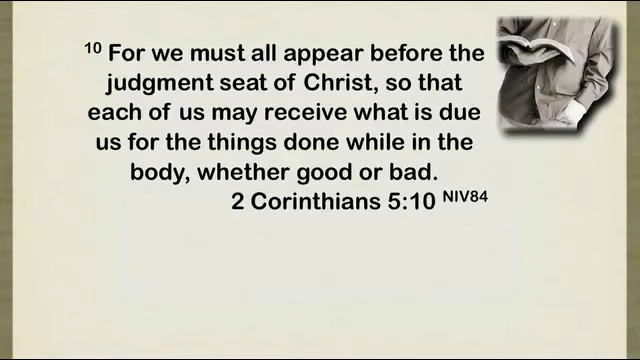 10 For we must all appear before the
judgment seat of Christ, so that
each of us may receive what is due
us for the things done while in the
body, whether good or bad.
2 Corinthians 5:10 NIV84